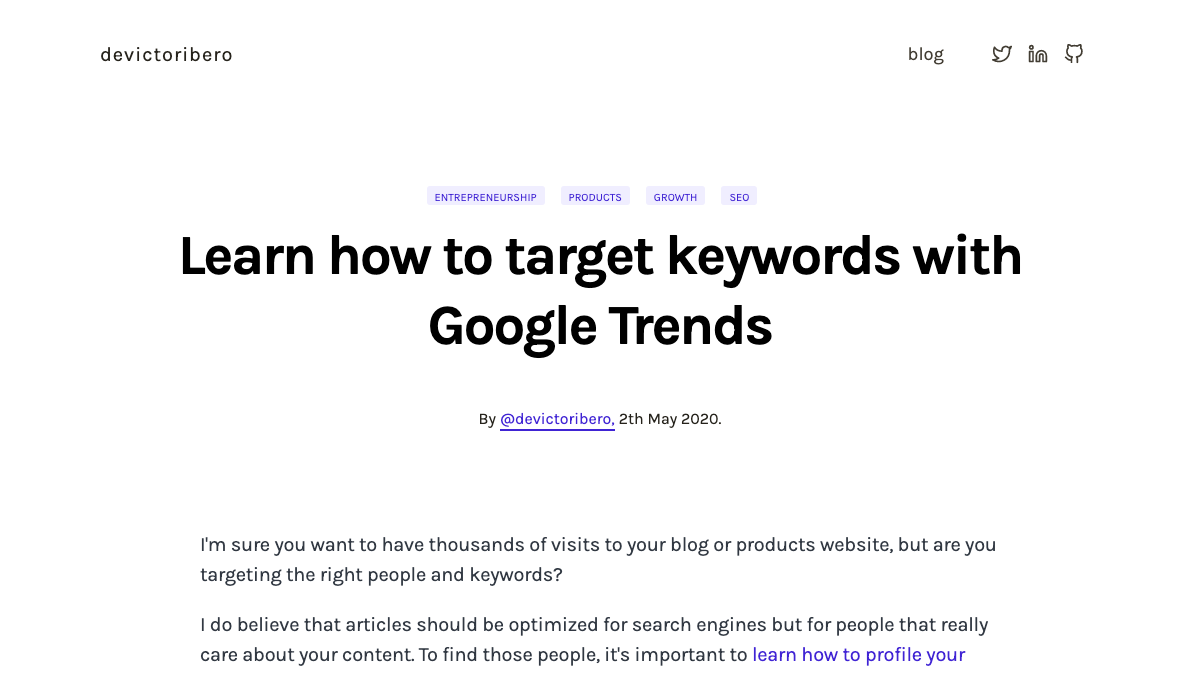 devictoribero
blog
ENTREPRENEURSHIP PRODUCTS GROWTH SEO
Learn how to target keywords with
Google Trends
By @devictoribero, 2th May 2020.
I'm sure you want to have thousands of visits to your blog or products website, but are you
targeting the right people and keywords?
I do believe that articles should be optimized for search engines but for people that really
care about your content. To find those people, it's important to learn how to profile your